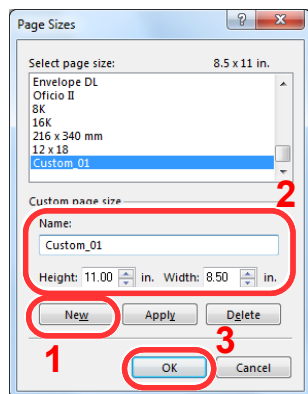 Page Sizes
Select page size: 8.5 x 11 in.
Envelope DL
Oficio II
8K
16K
216 x 340 mm
12 x 18
Custom_01
Custom page size
2
Name:
Custom_01
Height: 11.00 in. Width: 8.50 in.
New Apply Delete
1 3
OK Cancel